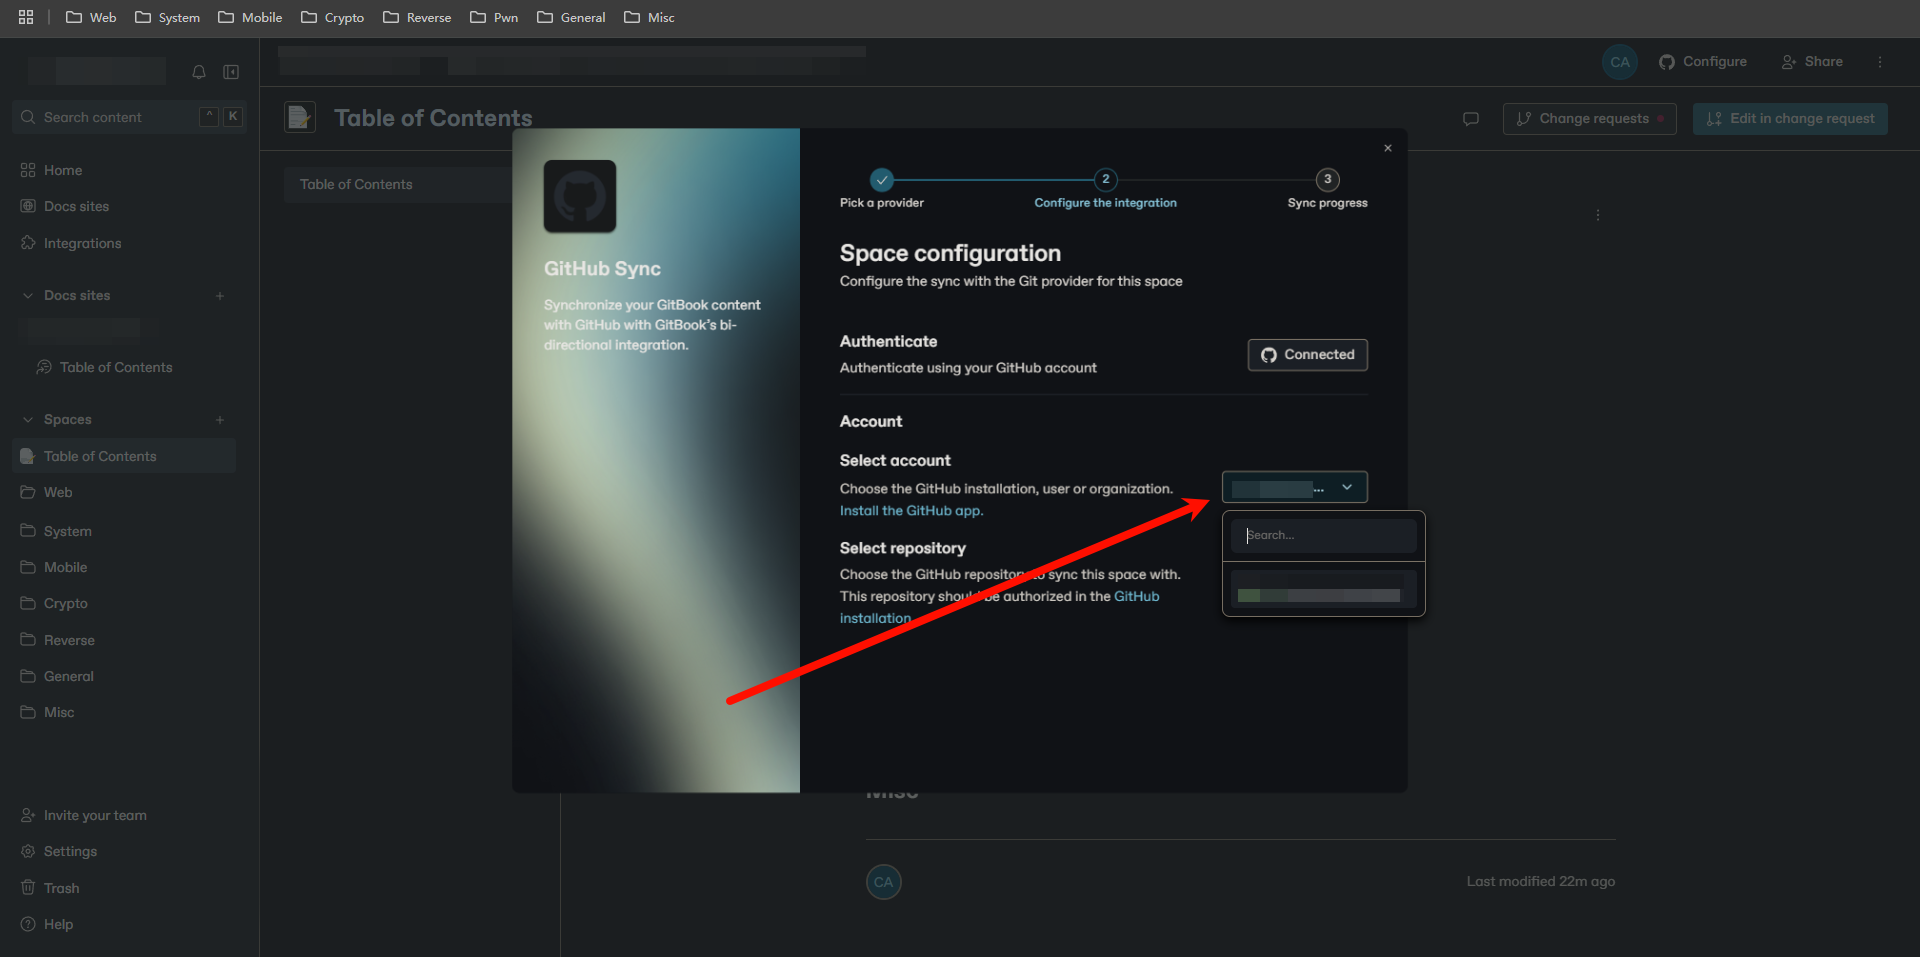 Web
System
Mobile
Crypto
Reverse
Pwn
General
Misc
CA
Configure
Share
Search content
^
K
Table of Contents
Change requests
Edit in change request
Home
Docs sites
Integrations
Docs sites
Table of Contents
Spaces
Table of Contents
Web
System
Mobile
Crypto
Reverse
General
Misc
Invite your team
Settings
Trash
Help
Table of Contents
GitHub Sync
Synchronize your GitBook content
with GitHub with GitBook's bi-
directional integration.
2
3
Pick a provider
Configure the integration
Sync progress
Space configuration
Configure the sync with the Git provider for this space
Authenticate
Authenticate using your GitHub account
Connected
Account
Select account
Choose the GitHub installation, user or organization.
Install the GitHub app.
...
Search...
Select repository
Choose the GitHub repository to sync this space with.
This repository should be authorized in the GitHub
installation
Misc
CA
Last modified 22m ago